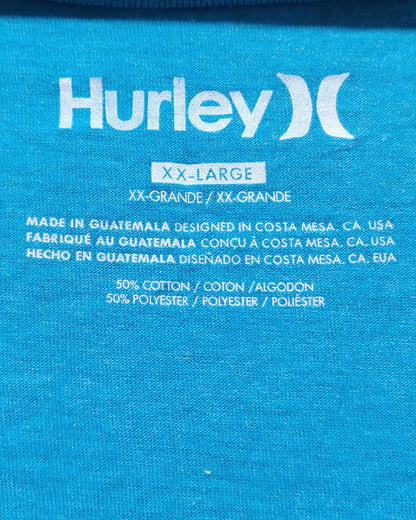 Hurley
XX-LARGE
XX-GRANDE / XX-GRANDE
MADE IN GUATEMALA DESIGNED IN COSTA MESA, CA, USA
FABRIQUÉ AU GUATEMALA CONÇU À COSTA MESA, CA, USA
HECHO EN GUATEMALA DISEÑADO EN COSTA MESA, CA, EUA
50% COTTON / COTON /ALGODÓN
50% POLYESTER / POLYESTER / POLIÉSTER